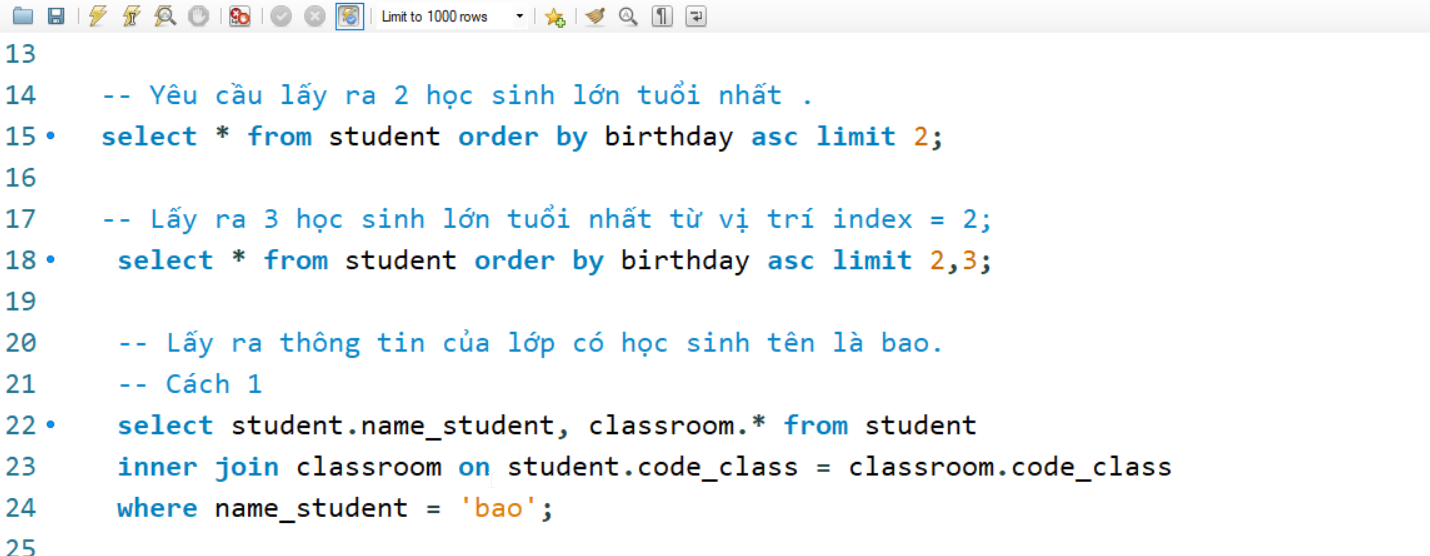 Limit to 1000 rows
13
14 -- Yêu cầu lấy ra 2 học sinh lớn tuổi nhất .
15 select * from student order by birthday asc limit 2;
16
17 -- Lấy ra 3 học sinh lớn tuổi nhất từ vị trí index = 2;
18 select * from student order by birthday asc limit 2,3;
19
20 -- Lấy ra thông tin của lớp có học sinh tên là bao.
21 -- Cách 1
22 select student.name_student, classroom.* from student
23 inner join classroom on student.code_class = classroom.code_class
24 where name_student = 'bao';
25